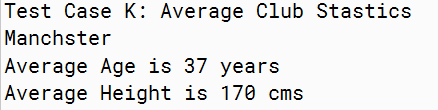 Test Case K: Average Club Stastics
Manchster
Average Age is 37 years
Average Height is 170 cms